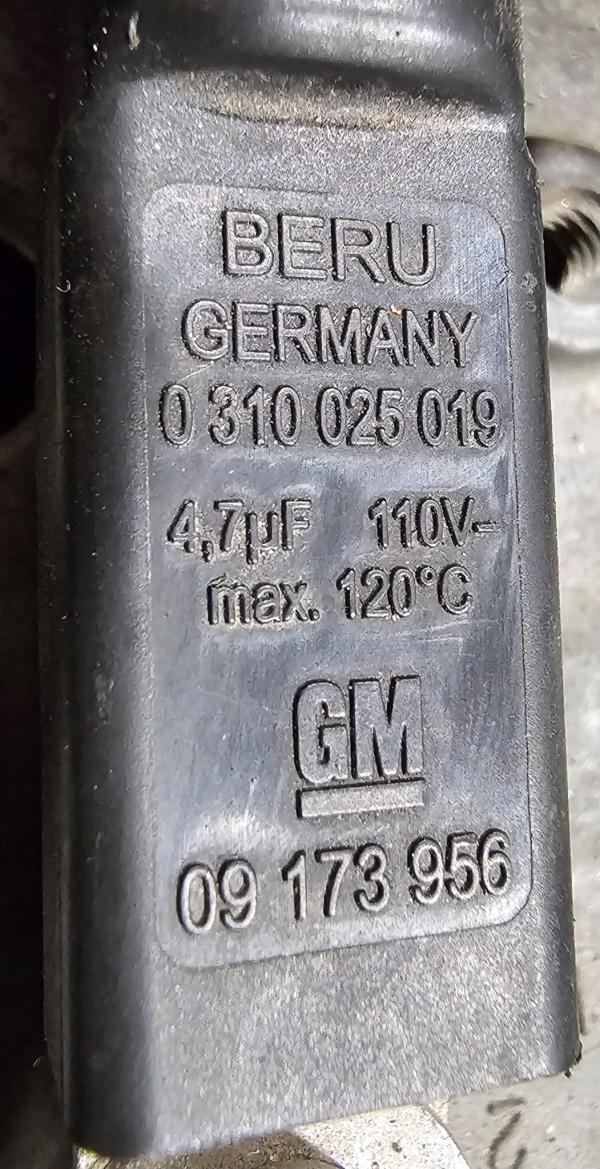 BERU
GERMANY
0 310 025 019
4,7µF 110V-
max. 120°C
GM
09 173 956